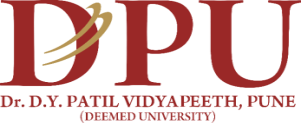 DPU
Dr. D.Y. PATIL VIDYAPEETH, PUNE
(DEEMED UNIVERSITY)